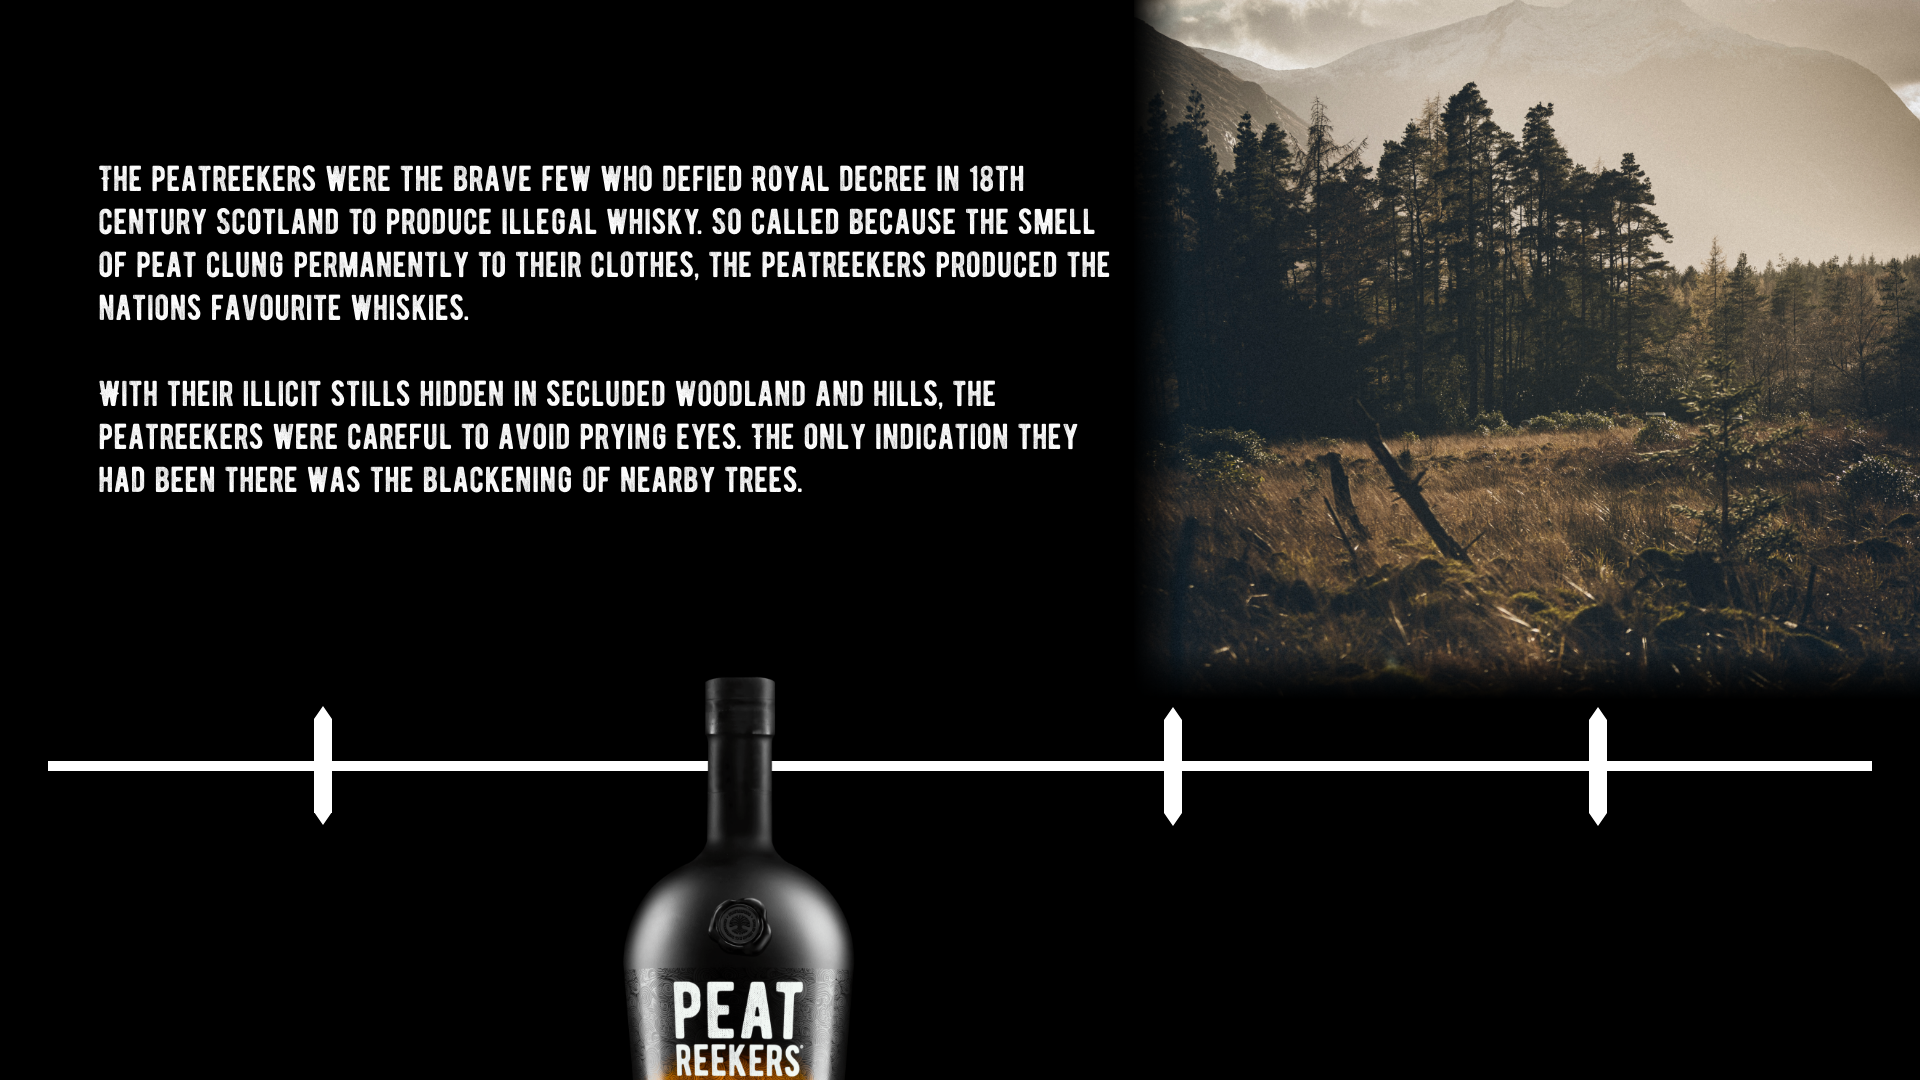 THE PEATREEKERS WERE THE BRAVE FEW WHO DEFIED ROYAL DECREE IN 18TH
CENTURY SCOTLAND TO PRODUCE ILLEGAL WHISKY. SO CALLED BECAUSE THE SMELL
OF PEAT CLUNG PERMANENTLY TO THEIR CLOTHES, THE PEATREEKERS PRODUCED THE
NATIONS FAVOURITE WHISKIES.
WITH THEIR ILLICIT STILLS HIDDEN IN SECLUDED WOODLAND AND HILLS, THE
PEATREEKERS WERE CAREFUL TO AVOID PRYING EYES. THE ONLY INDICATION THEY
HAD BEEN THERE WAS THE BLACKENING OF NEARBY TREES.
PEAT
REEKERS